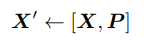 X′ ← [X, P]